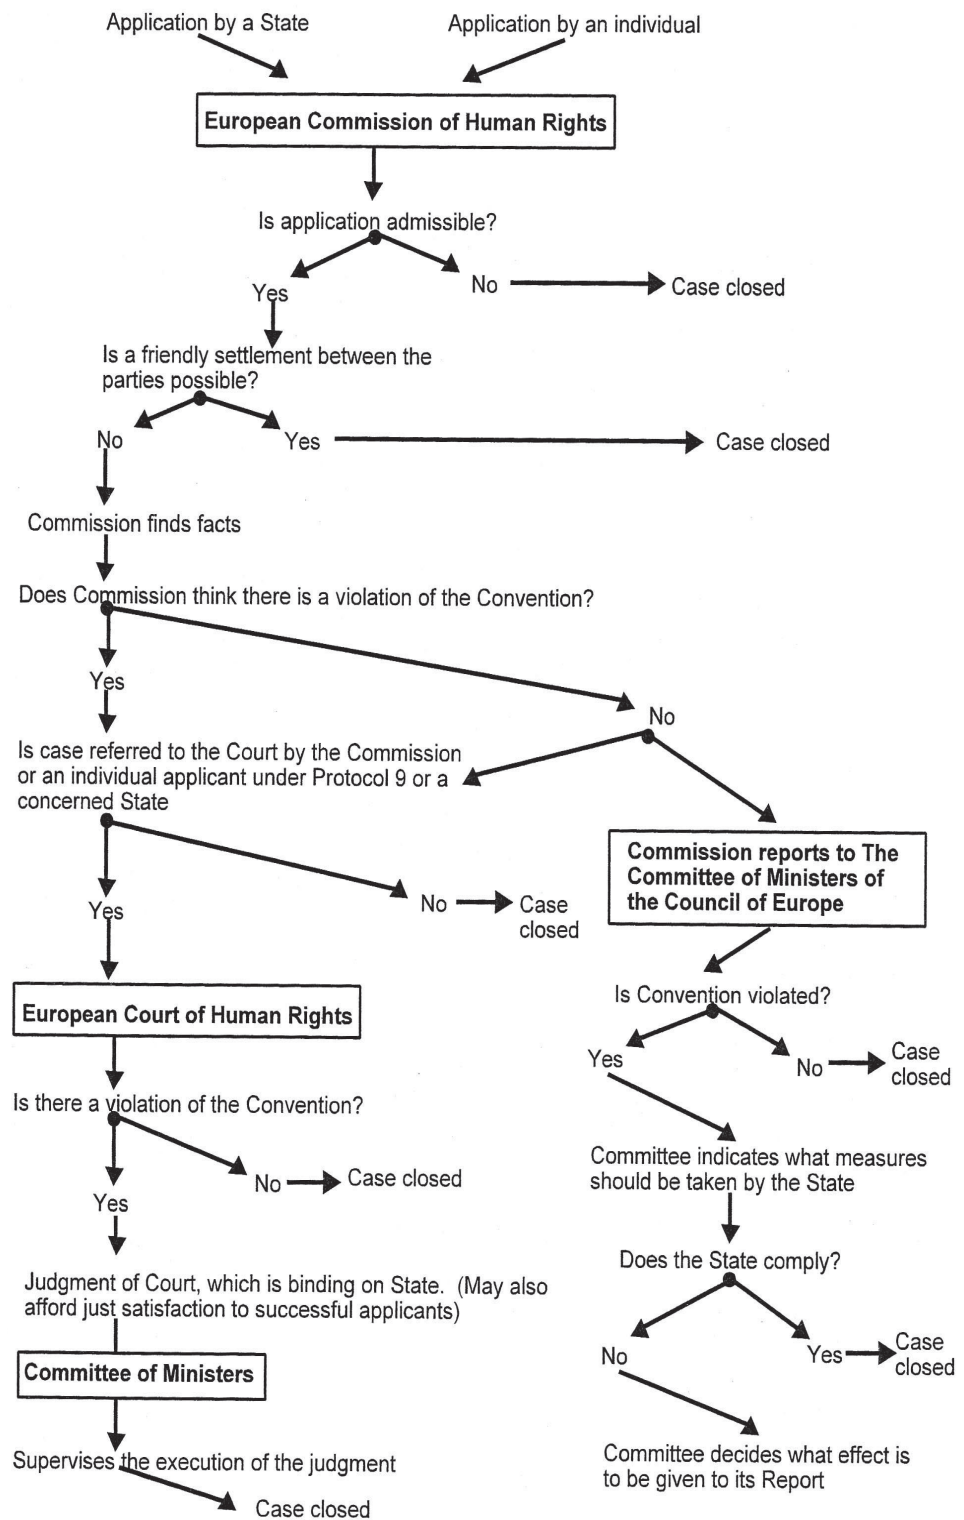 Application by a State
Application by an individual
European Commission of Human Rights
Is application admissible?
Yes
No
Case closed
Is a friendly settlement between the
parties possible?
No
Yes
Case closed
Commission finds facts
Does Commission think there is a violation of the Convention?
Yes
No
Is case referred to the Court by the Commission
or an individual applicant under Protocol 9 or a
concerned State
Yes
No
Case
closed
European Court of Human Rights
Is there a violation of the Convention?
Yes
No
Case closed
Judgment of Court, which is binding on State. (May also
afford just satisfaction to successful applicants)
Committee of Ministers
Supervises the execution of the judgment
Case closed
Commission reports to The
Committee of Ministers of
the Council of Europe
Is Convention violated?
Yes
No
Case
closed
Committee indicates what measures
should be taken by the State
Does the State comply?
No
Yes
Case
closed
Committee decides what effect is
to be given to its Report